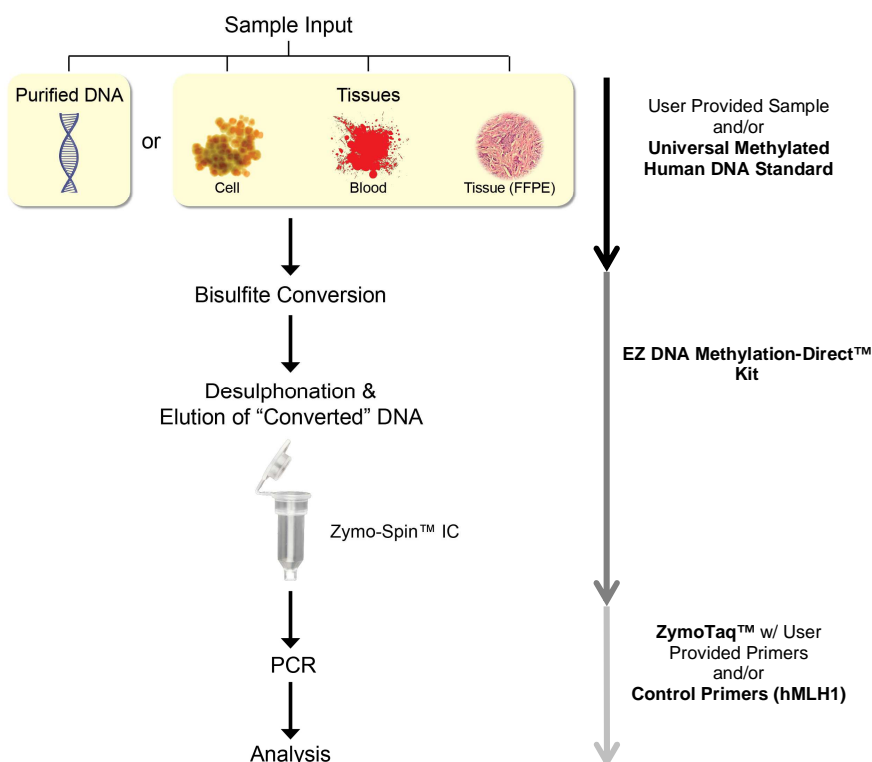 Sample Input
Purified DNA
or
Tissues
Cell
Blood
Tissue (FFPE)
User Provided Sample
and/or
Universal Methylated
Human DNA Standard
Bisulfite Conversion
Desulphonation &
Elution of “Converted” DNA
EZ DNA Methylation-Direct™
Kit
Zymo-Spin™ IC
PCR
ZymoTaq™ w/ User
Provided Primers
and/or
Control Primers (hMLH1)
Analysis